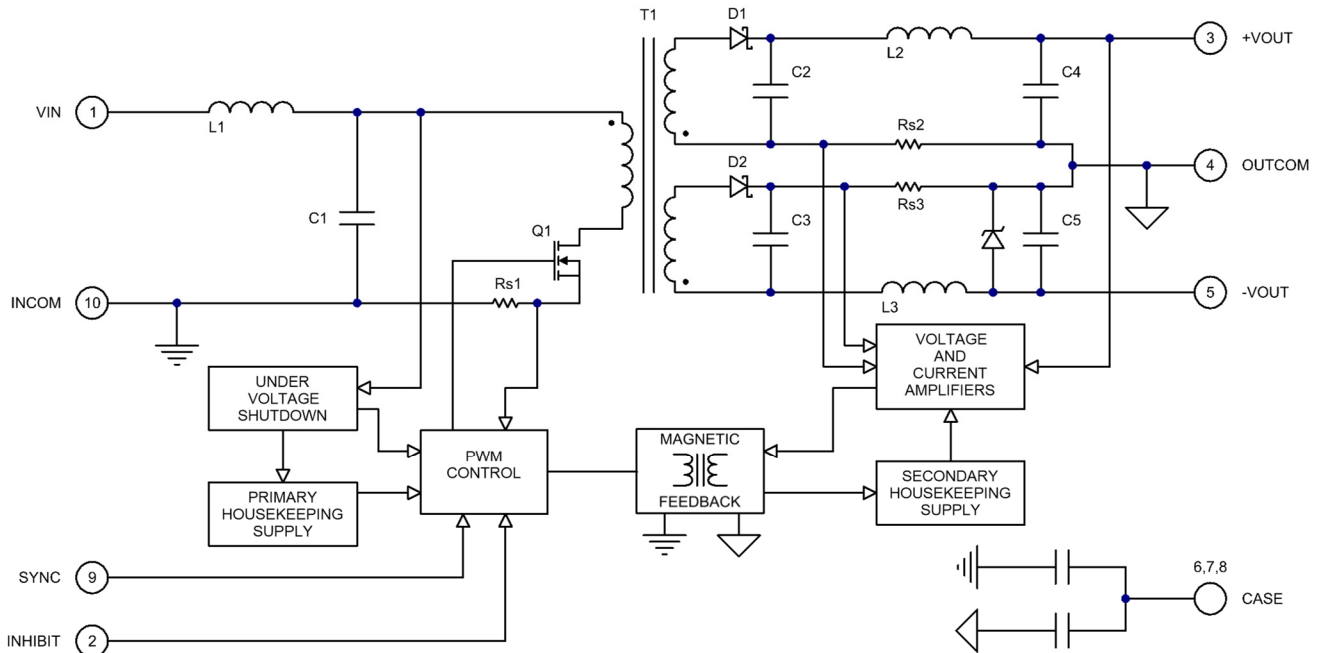 T1
D1
3
+VOUT
L2
C2
C4
VIN
1
L1
Rs2
D2
4
OUTCOM
Rs3
C1
C3
C5
Q1
Rs1
INCOM
10
L3
5
-VOUT
VOLTAGE
AND
CURRENT
AMPLIFIERS
UNDER
VOLTAGE
SHUTDOWN
PWM
CONTROL
MAGNETIC
FEEDBACK
SECONDARY
HOUSEKEEPING
SUPPLY
PRIMARY
HOUSEKEEPING
SUPPLY
SYNC
9
6,7,8
CASE
INHIBIT
2